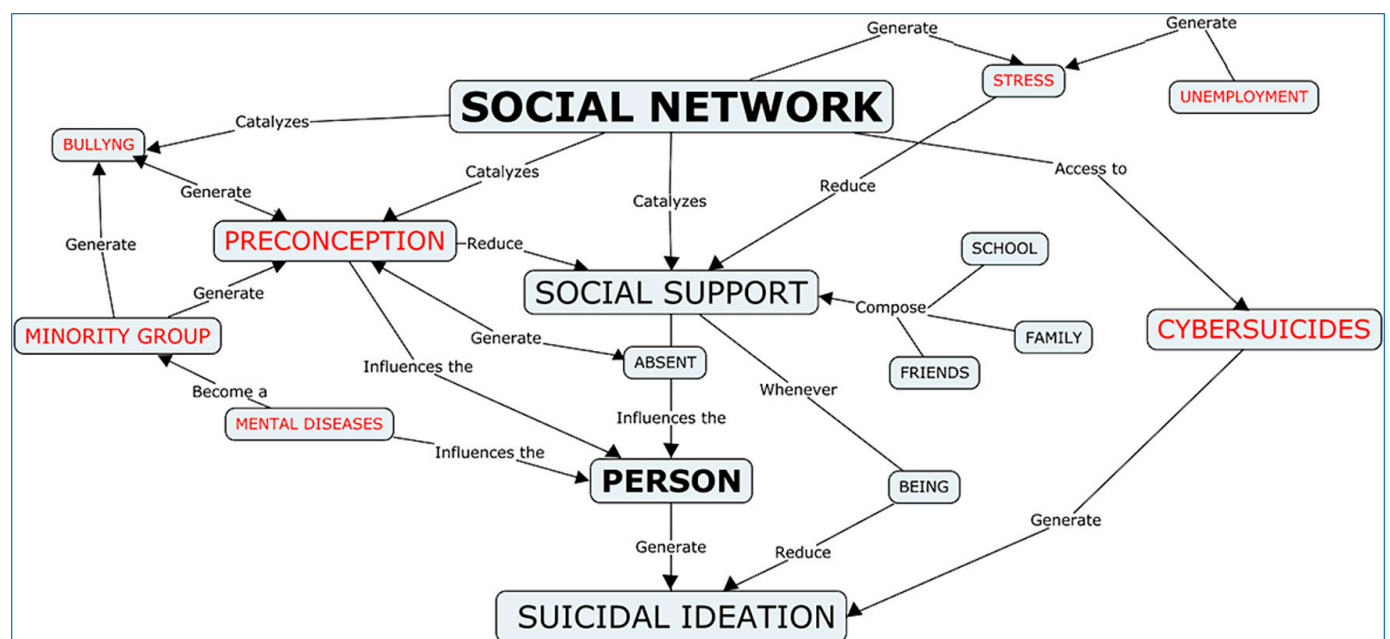 Generate
Generate
STRESS
UNEMPLOYMENT
SOCIAL NETWORK
Catalyzes
BULLYNG
Catalyzes
Access to
Generate
Reduce
Catalyzes
PRECONCEPTION
Reduce
Generate
SCHOOL
SOCIAL SUPPORT
Generate
Compose
MINORITY GROUP
CYBERSUICIDES
Generate
FAMILY
ABSENT
Influences the
FRIENDS
Become a
Whenever
MENTAL DISEASES
Influences the
Influences the
PERSON
BEING
Generate
Generate
Reduce
SUICIDAL IDEATION